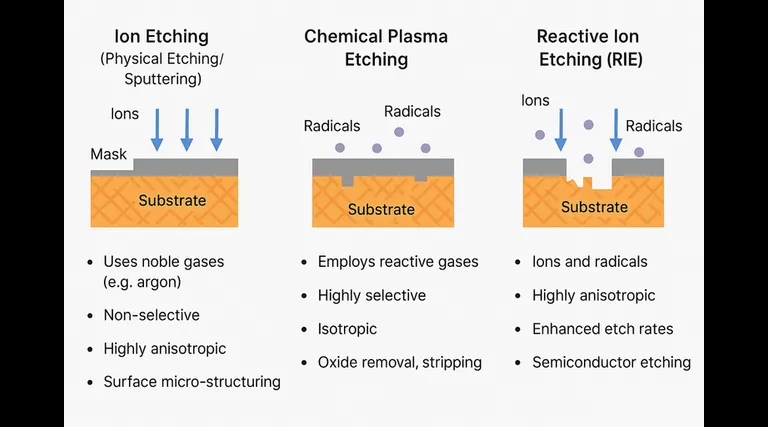 Ion Etching
(Physical Etching/
Sputtering)
Ions
Mask
Substrate
• Uses noble gases
(e.g. argon)
• Non-selective
• Highly anisotropic
• Surface micro-structuring
Chemical Plasma
Etching
Radicals
Radicals
Substrate
• Employs reactive gases
• Highly selective
• Isotropic
• Oxide removal, stripping
Reactive Ion
Etching (RIE)
Ions
Radicals
Substrate
• Ions and radicals
• Highly anisotropic
• Enhanced etch rates
• Semiconductor etching